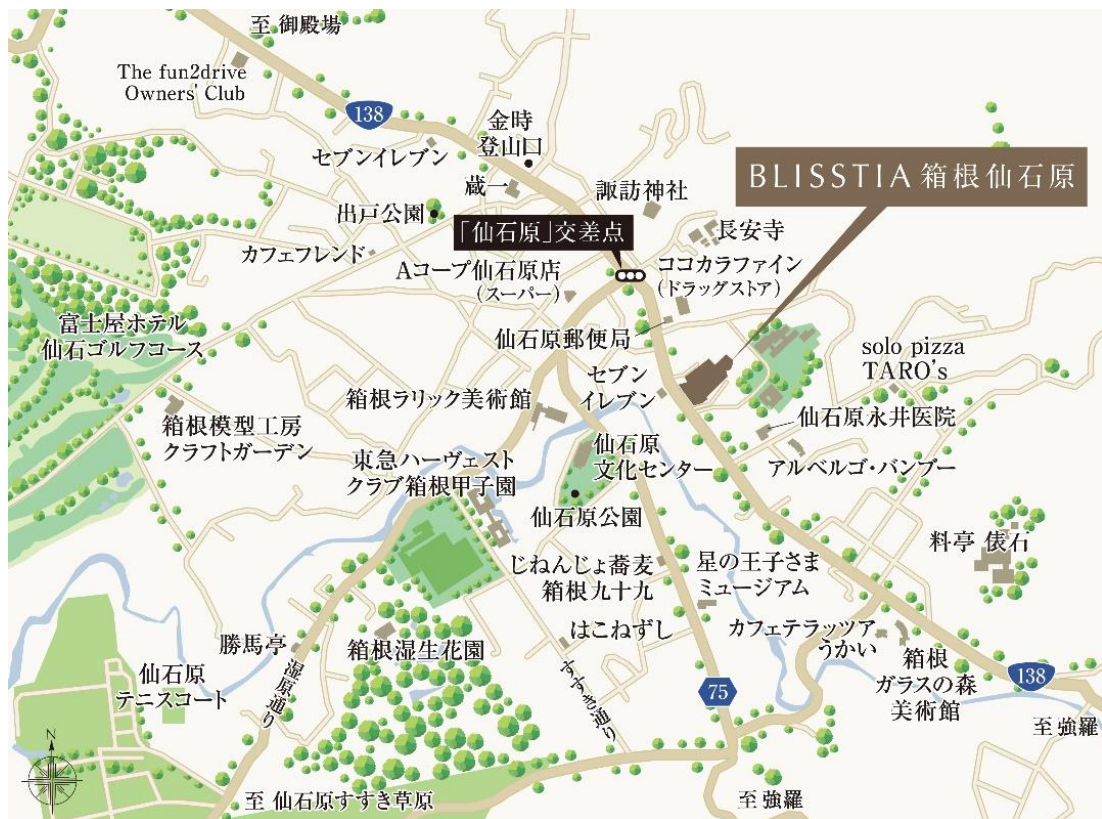 至 御殿場
The fun2drive
Owners' Club
138
金時
登山口
セブンイレブン
蔵一
諏訪神社
BLISSTIA 箱根仙石原
出戸公園
「仙石原」交差点
長安寺
カフェフレンド
Aコープ仙石原店
(スーパー)
ココカラファイン
(ドラッグストア)
富士屋ホテル
仙石ゴルフコース
仙石原郵便局
solo pizza
TARO's
セブン
イレブン
箱根ラリック美術館
仙石原永井医院
箱根模型工房
クラフトガーデン
東急ハーヴェスト
クラブ箱根甲子園
仙石原
文化センター
アルベルゴ・バンブー
仙石原公園
料亭 俵石
じねんじょ蕎麦
箱根九十九
星の王子さま
ミュージアム
はこねずし
カフェテラッツア
うかい
勝馬亭
箱根湿生花園
箱根
ガラスの森
美術館
仙石原
テニスコート
湿原通り
すすき通り
75
138
至 強羅
N
至 仙石原すすき草原
至 強羅